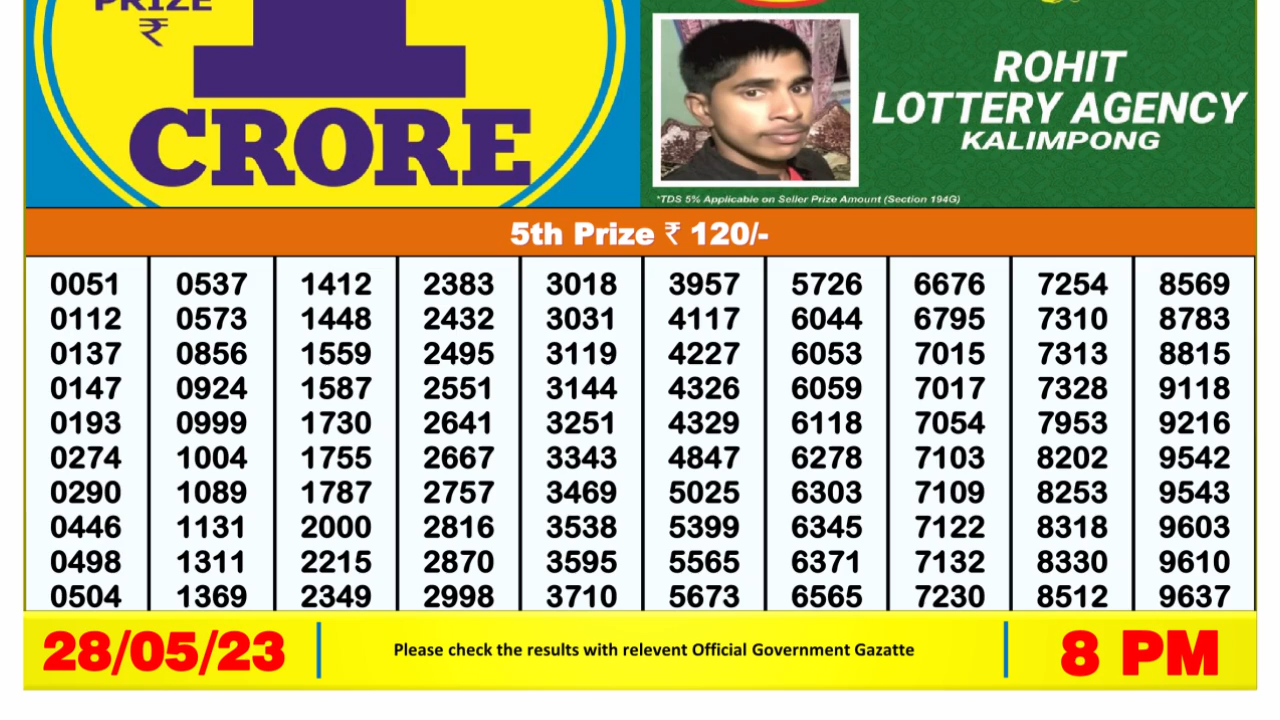 PRIZE
₹
1
CRORE
ROHIT
LOTTERY AGENCY
KALIMPONG
*TDS 5% Applicable on Seller Prize Amount (Section 194G)
5th Prize ₹ 120/-
0051 0537 1412 2383 3018 3957 5726 6676 7254 8569
0112 0573 1448 2432 3031 4117 6044 6795 7310 8783
0137 0856 1559 2495 3119 4227 6053 7015 7313 8815
0147 0924 1587 2551 3144 4326 6059 7017 7328 9118
0193 0999 1730 2641 3251 4329 6118 7054 7953 9216
0274 1004 1755 2667 3343 4847 6278 7103 8202 9542
0290 1089 1787 2757 3469 5025 6303 7109 8253 9543
0446 1131 2000 2816 3538 5399 6345 7122 8318 9603
0498 1311 2215 2870 3595 5565 6371 7132 8330 9610
0504 1369 2349 2998 3710 5673 6565 7230 8512 9637
28/05/23 Please check the results with relevent Official Government Gazatte 8 PM